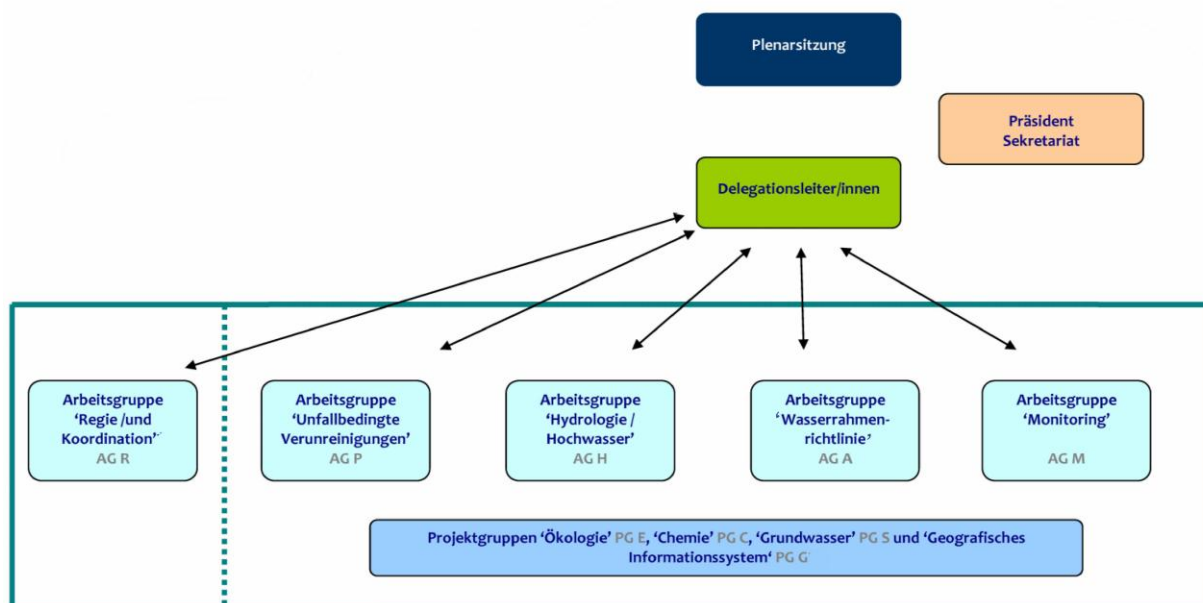 Plenarsitzung
Präsident
Sekretariat
Delegationsleiter/innen
Arbeitsgruppe
‘Regie /und
Koordination’
AG R
Arbeitsgruppe
‘Unfallbedingte
Verunreinigungen’
AG P
Arbeitsgruppe
‘Hydrologie /
Hochwasser’
AG H
Arbeitsgruppe
‘Wasserrahmen-
richtlinie’
AG A
Arbeitsgruppe
‘Monitoring’
AG M
Projektgruppen ‘Ökologie’ PG E, ‘Chemie’ PG C, ‘Grundwasser’ PG S und ‘Geografisches
Informationssystem‘ PG G